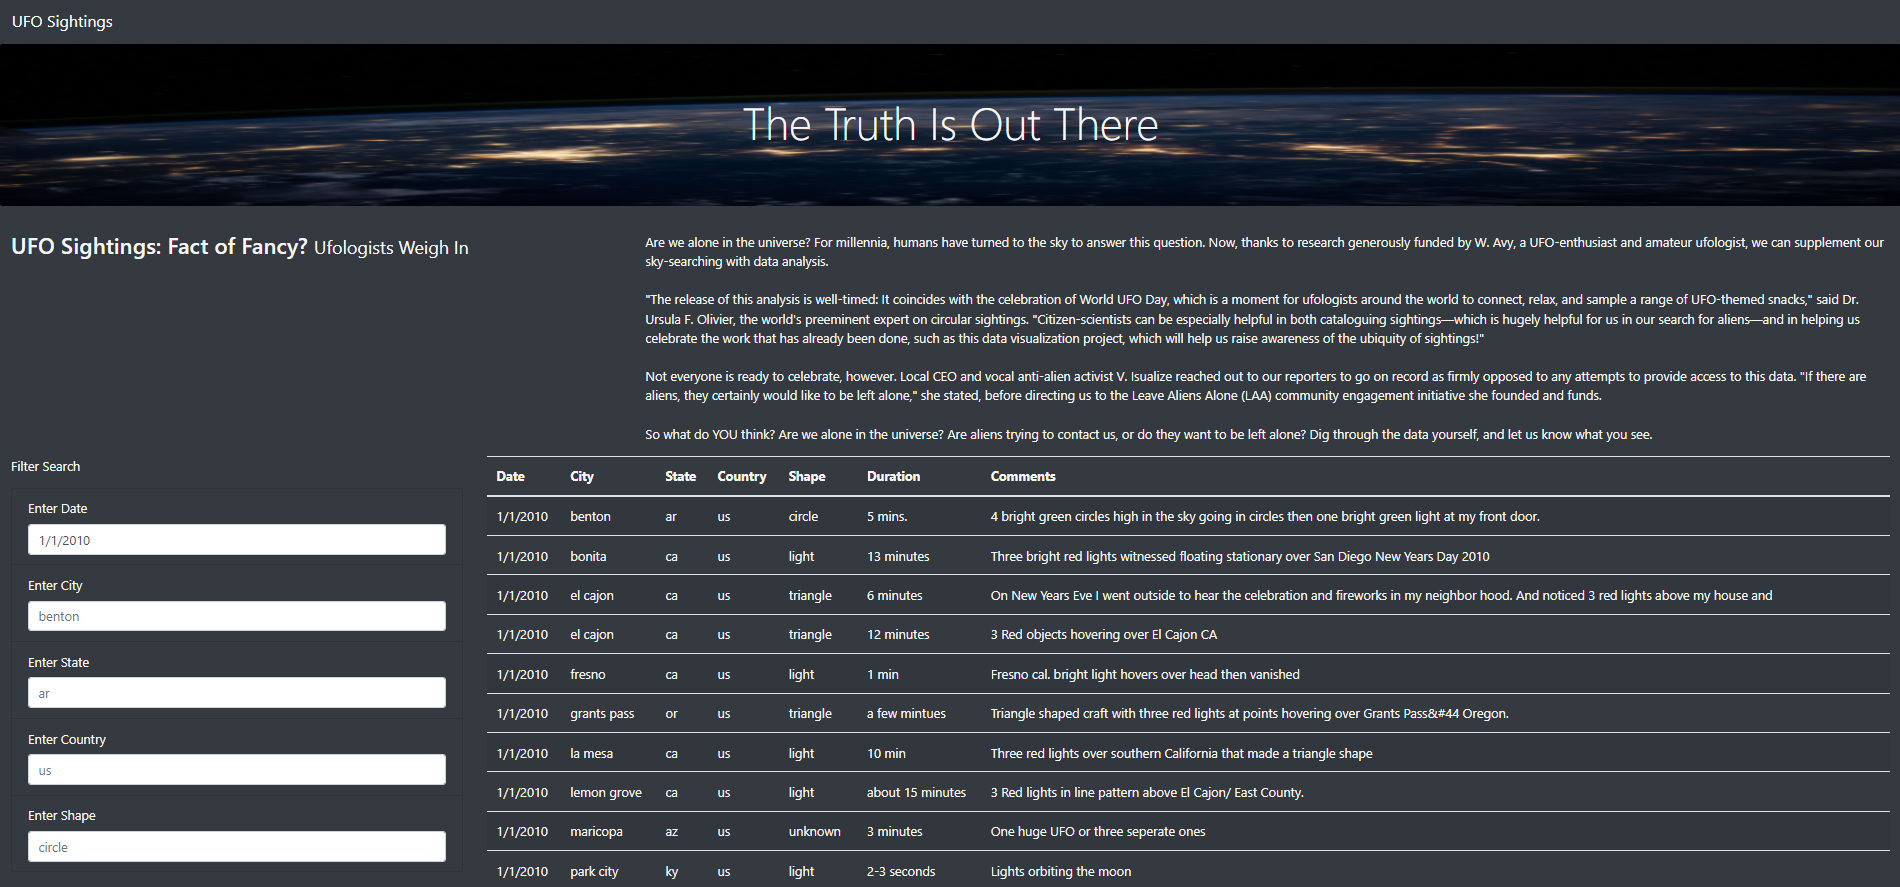 UFO Sightings
The Truth Is Out There
UFO Sightings: Fact of Fancy? Ufologists Weigh In
Are we alone in the universe? For millennia, humans have turned to the sky to answer this question. Now, thanks to research generously funded by W. Avy, a UFO-enthusiast and amateur ufologist, we can supplement our
sky-searching with data analysis.
"The release of this analysis is well-timed: It coincides with the celebration of World UFO Day, which is a moment for ufologists around the world to connect, relax, and sample a range of UFO-themed snacks," said Dr.
Ursula F. Olivier, the world's preeminent expert on circular sightings. "Citizen-scientists can be especially helpful in both cataloguing sightings—which is hugely helpful for us in our search for aliens—and in helping us
celebrate the work that has already been done, such as this data visualization project, which will help us raise awareness of the ubiquity of sightings!"
Not everyone is ready to celebrate, however. Local CEO and vocal anti-alien activist V. Isualize reached out to our reporters to go on record as firmly opposed to any attempts to provide access to this data. "If there are
aliens, they certainly would like to be left alone," she stated, before directing us to the Leave Aliens Alone (LAA) community engagement initiative she founded and funds.
So what do YOU think? Are we alone in the universe? Are aliens trying to contact us, or do they want to be left alone? Dig through the data yourself, and let us know what you see.
Filter Search
Enter Date
1/1/2010
Enter City
benton
Enter State
ar
Enter Country
us
Enter Shape
circle
Date City State Country Shape Duration Comments
1/1/2010 benton ar us circle 5 mins. 4 bright green circles high in the sky going in circles then one bright green light at my front door.
1/1/2010 bonita ca us light 13 minutes Three bright red lights witnessed floating stationary over San Diego New Years Day 2010
1/1/2010 el cajon ca us triangle 6 minutes On New Years Eve I went outside to hear the celebration and fireworks in my neighbor hood. And noticed 3 red lights above my house and
1/1/2010 el cajon ca us triangle 12 minutes 3 Red objects hovering over El Cajon CA
1/1/2010 fresno ca us light 1 min Fresno cal. bright light hovers over head then vanished
1/1/2010 grants pass or us triangle a few mintues Triangle shaped craft with three red lights at points hovering over Grants Pass&#44 Oregon.
1/1/2010 la mesa ca us light 10 min Three red lights over southern California that made a triangle shape
1/1/2010 lemon grove ca us light about 15 minutes 3 Red lights in line pattern above El Cajon/ East County.
1/1/2010 maricopa az us unknown 3 minutes One huge UFO or three seperate ones
1/1/2010 park city ky us light 2-3 seconds Lights orbiting the moon